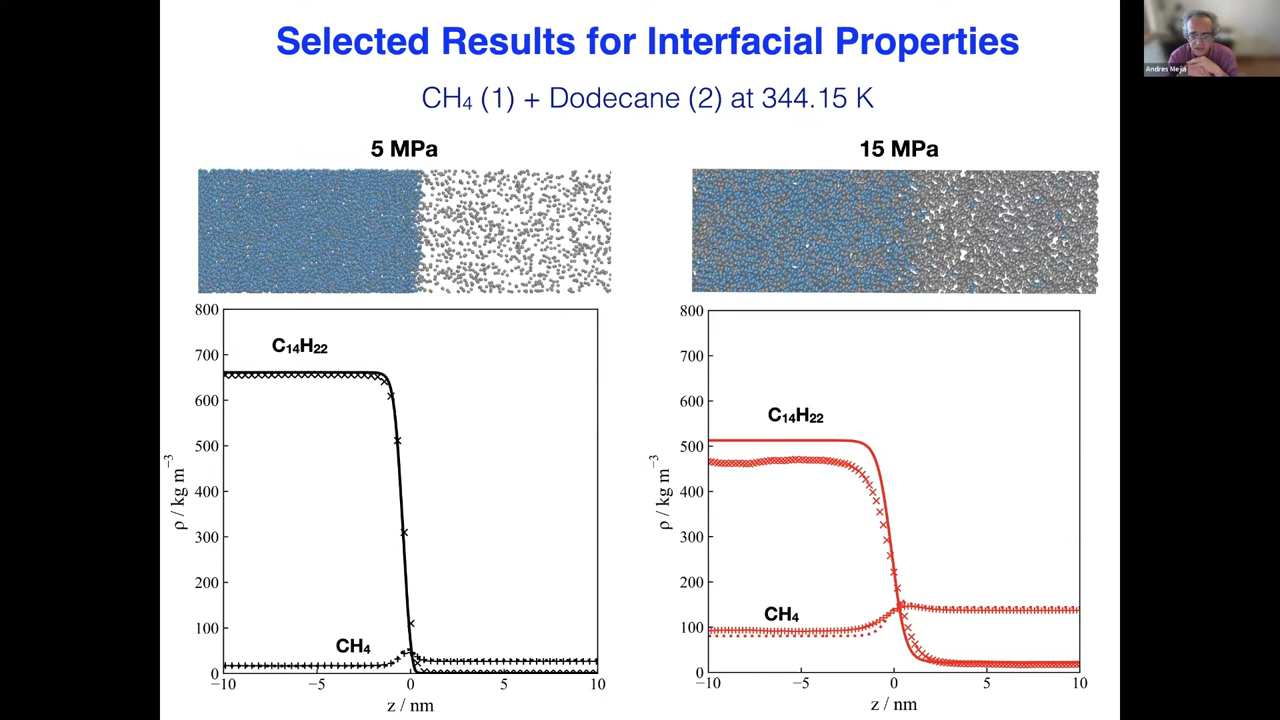 Selected Results for Interfacial Properties
CH₄ (1) + Dodecane (2) at 344.15 K
Andres Mejia
5 MPa
15 MPa
800
700
600
500
400
300
200
100
0
ρ / kg m⁻³
C₁₄H₂₂
CH₄
−10
−5
0
5
10
z / nm
800
700
600
500
400
300
200
100
0
ρ / kg m⁻³
C₁₄H₂₂
CH₄
−10
−5
0
5
10
z / nm